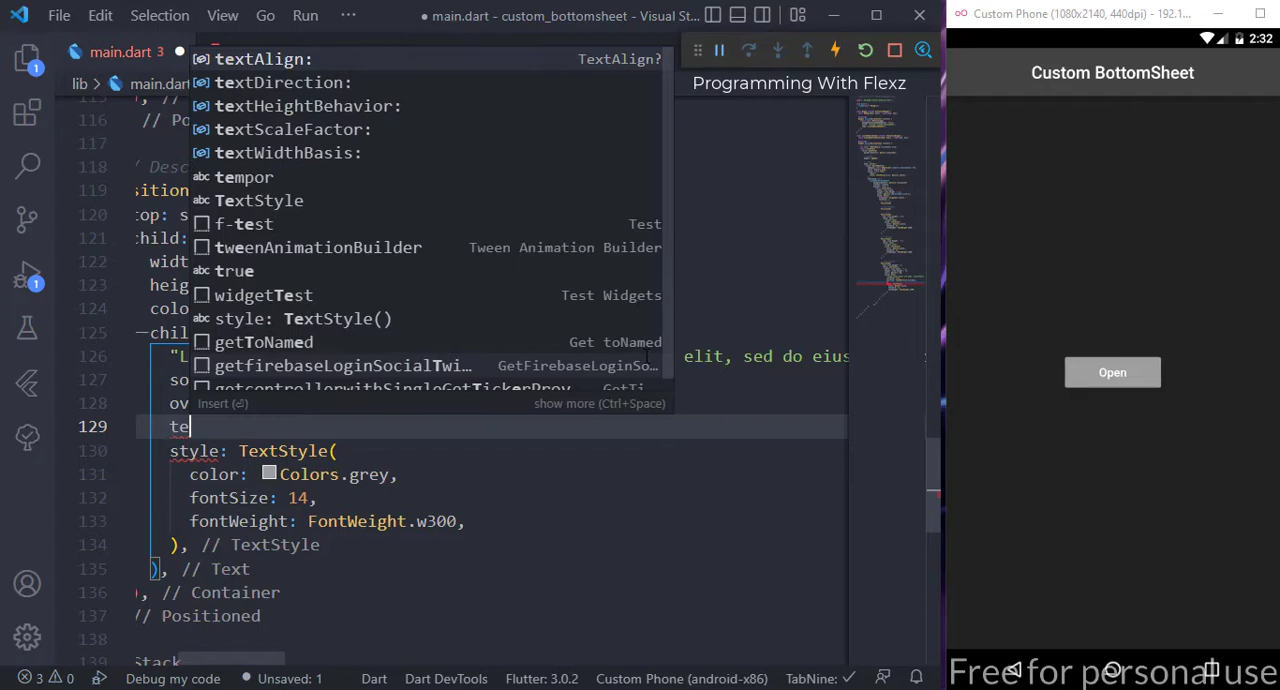 File Edit Selection View Go Run ··· main.dart - custom_bottomsheet - Visual St...
Custom Phone (1080x2140, 440dpi) - 192.1...
main.dart 3
2:32
Custom BottomSheet
lib > main.dart
Programming With Flexz
textAlign: TextAlign?
textDirection:
textHeightBehavior:
textScaleFactor:
textWidthBasis:
tempor
TextStyle
f-test Test
tweenAnimationBuilder Tween Animation Builder
true
widgetTest Test Widgets
style: TextStyle()
getToNamed Get toNamed
getfirebaseLoginSocialTwi... GetFirebaseLoginSo...
getcontrollerwithSingleGetTickerProv GetTi
Insert (⏎) show more (Ctrl+Space)
116 // Po
117
118 / Desc
119 sition
120 top: s
121 child:
122 widt
123 heig
124 colo
125 chil
126 "L elit, sed do eius
127 so
128 ov
129 te
130 style: TextStyle(
131 color: Colors.grey,
132 fontSize: 14,
133 fontWeight: FontWeight.w300,
134 ), // TextStyle
135 ), // Text
136 ), // Container
137 // Positioned
138
139 Stack
Open
1
1
3 0 Debug my code Unsaved: 1 Dart Dart DevTools Flutter: 3.0.2 Custom Phone (android-x86) TabNine:
Free for personal use